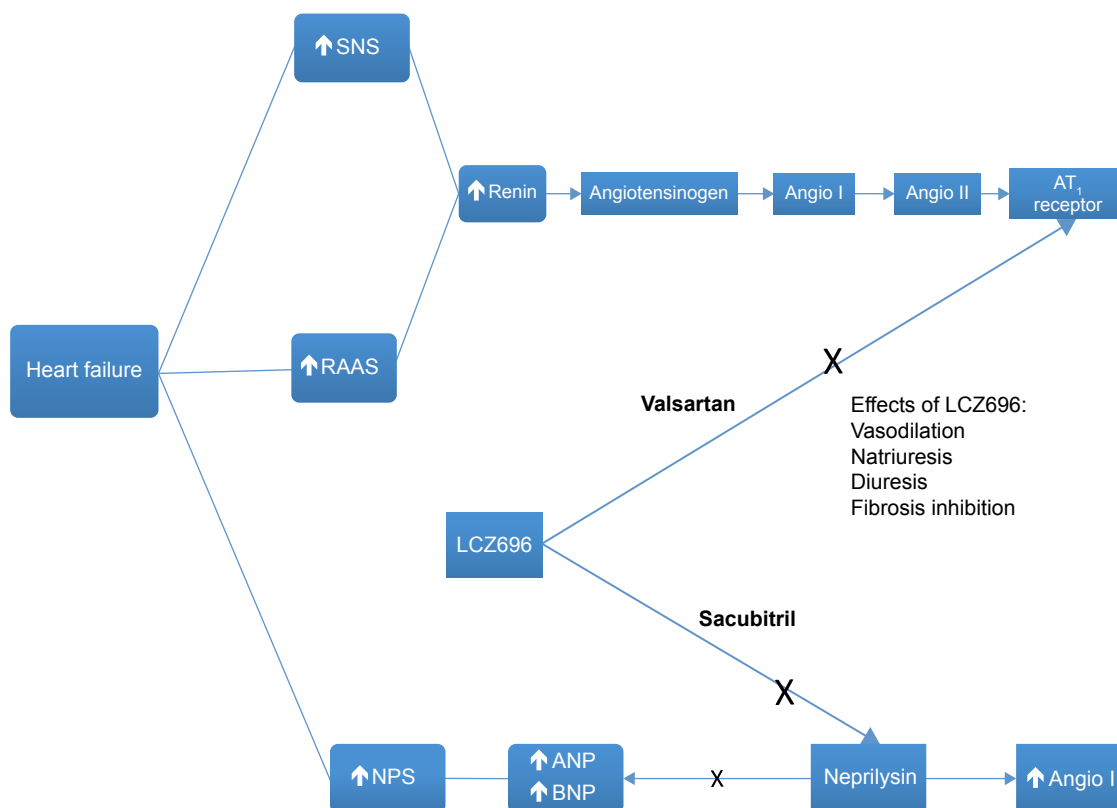 ↑ SNS
↑ Renin
Angiotensinogen
Angio I
Angio II
AT₁
receptor
Heart failure
↑ RAAS
X
Valsartan
Effects of LCZ696:
Vasodilation
Natriuresis
Diuresis
Fibrosis inhibition
LCZ696
Sacubitril
X
↑ NPS
↑ ANP
↑ BNP
X
Neprilysin
↑ Angio I